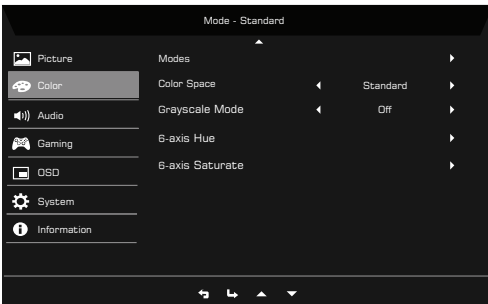 Mode - Standard
Picture
Color
Audio
Gaming
OSD
System
Information
Modes
Color Space Standard
Grayscale Mode Off
6-axis Hue
6-axis Saturate